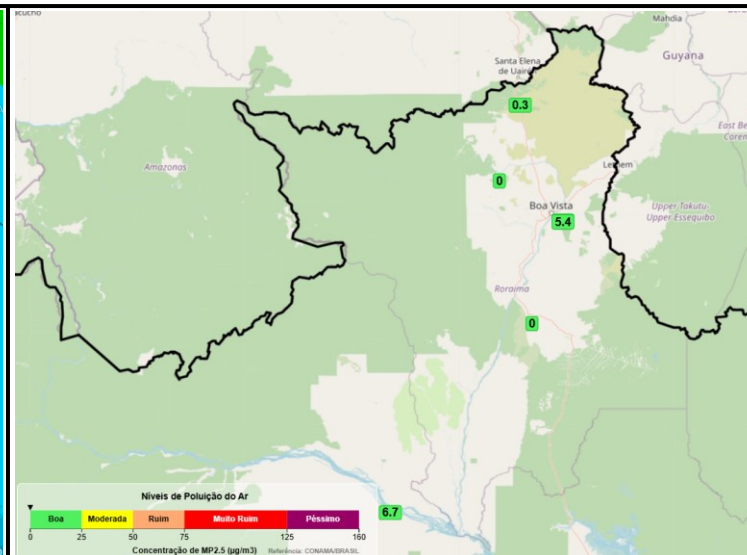 Mahdia
Guyana
Santa Elena
de Uairén
0.3
Lethem
Amazonas
0
Boa Vista
5.4
Upper Takutu-
Upper Essequibo
Roraima
0
6.7
Níveis de Poluição do Ar
Boa Moderada Ruim Muito Ruim Péssimo
0 25 50 75 125 160
Concentração de MP2.5 (µg/m3) Referência: CONAMA/BRASIL